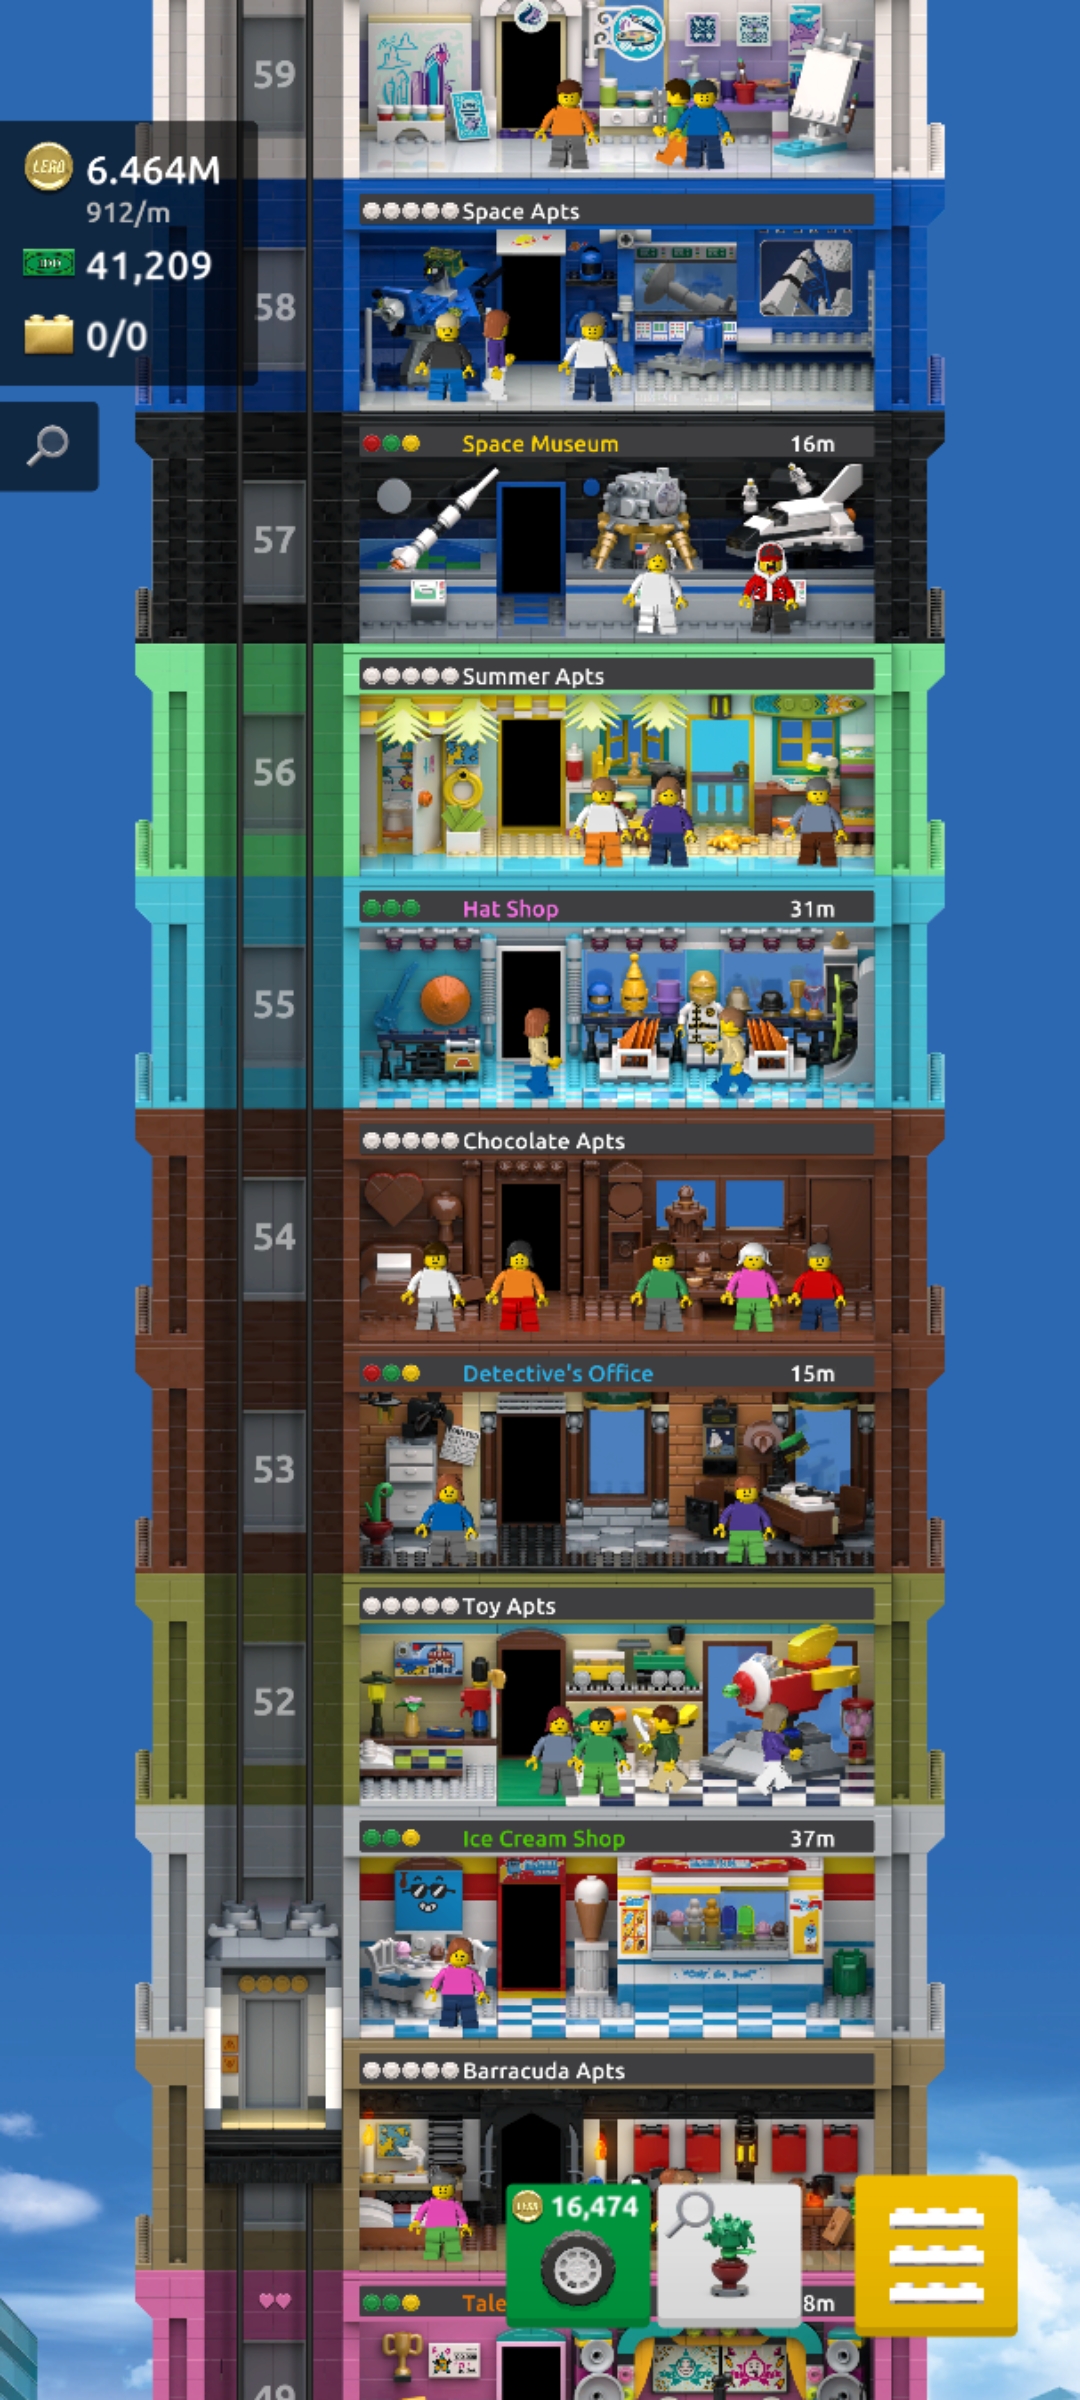 59
LEGO 6.464M
912/m
41,209
0/0
Space Apts
58
Space Museum 16m
57
Summer Apts
56
Hat Shop 31m
55
Chocolate Apts
54
Detective's Office 15m
53
Toy Apts
52
Ice Cream Shop 37m
Barracuda Apts
16,474
Tale 8m
49